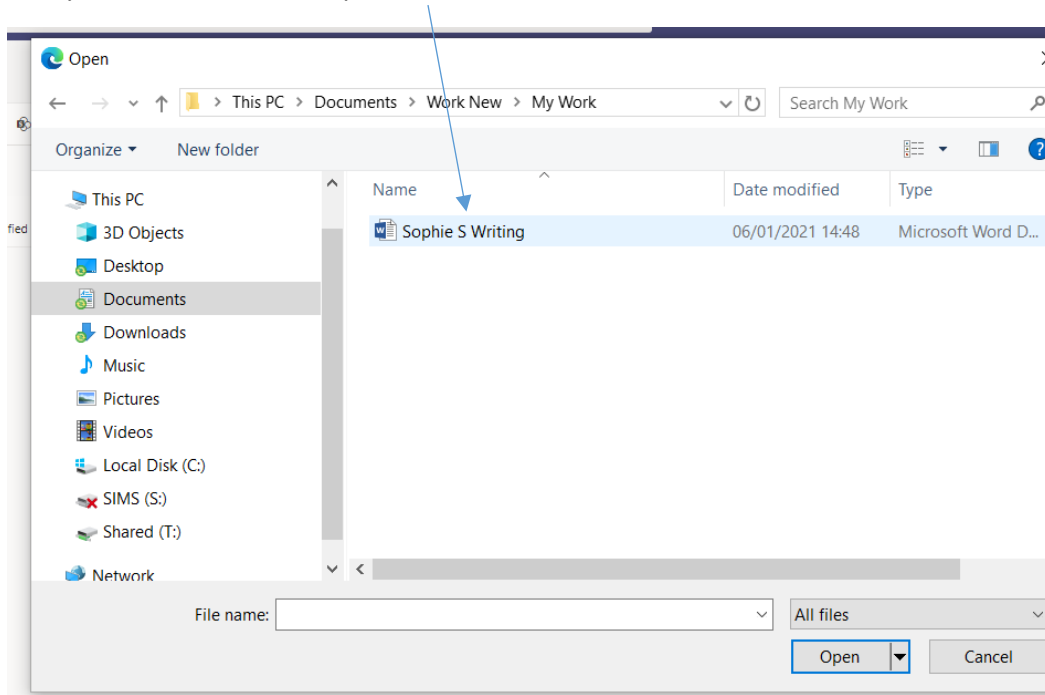 Open
> This PC > Documents > Work New > My Work
Search My Work
Organize
New folder
Name
Date modified
Type
This PC
3D Objects
Desktop
Documents
Downloads
Music
Pictures
Videos
Local Disk (C:)
SIMS (S:)
Shared (T:)
Network
fied
Sophie S Writing
06/01/2021 14:48
Microsoft Word D...
File name:
All files
Open
Cancel